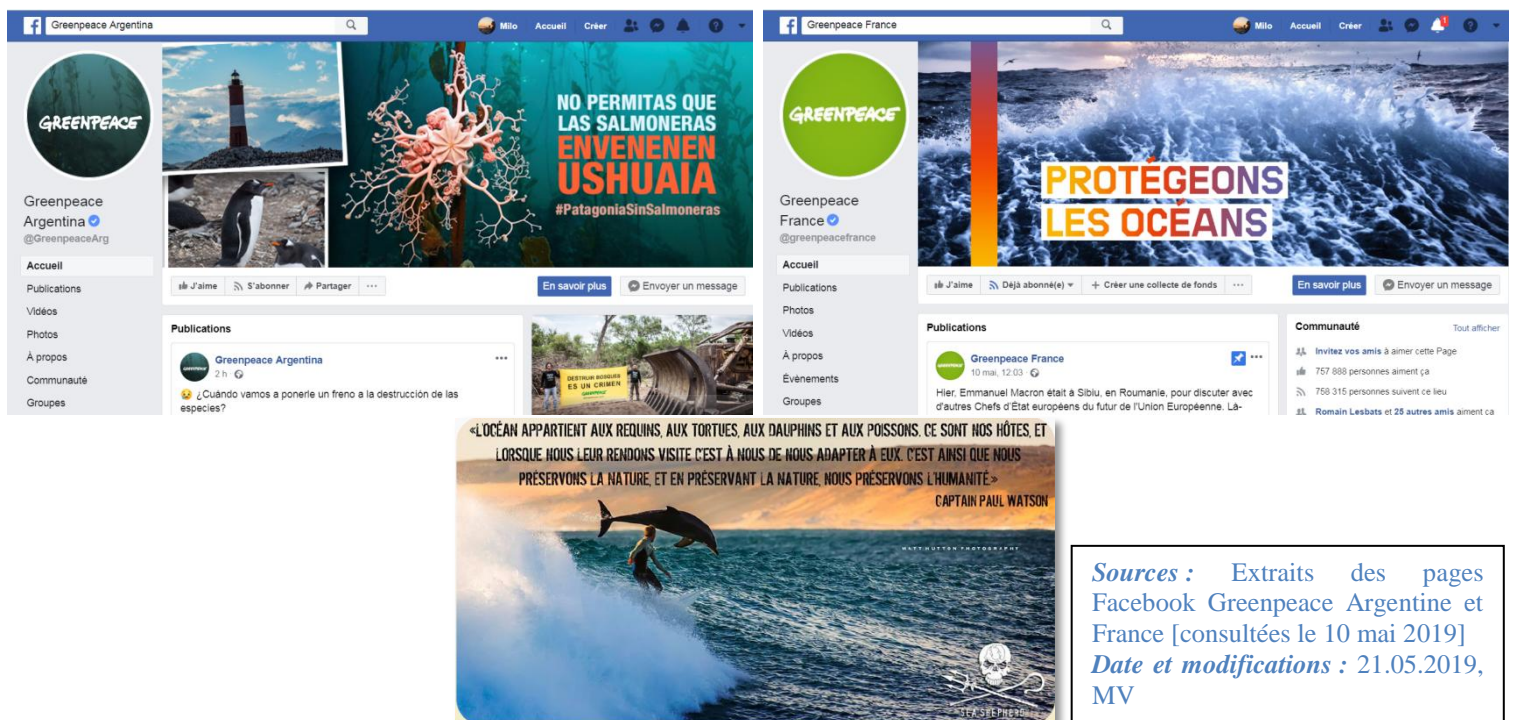 Greenpeace Argentina
Milo Accueil Créer
GREENPEACE
NO PERMITAS QUE
LAS SALMONERAS
ENVENENEN
USHUAIA
#PatagoniaSinSalmoneras
Greenpeace
Argentina
@GreenpeaceArg
Accueil
Publications
Vidéos
Photos
À propos
Communauté
Groupes
J'aime S'abonner Partager ...
En savoir plus Envoyer un message
Publications
Greenpeace Argentina
2 h
¿Cuándo vamos a ponerle un freno a la destrucción de las
especies?
DESTRUIR BOSQUES
ES UN CRIMEN
GREENPEACE
Greenpeace France
Milo Accueil Créer
1
GREENPEACE
PROTÉGEONS
LES OCÉANS
Greenpeace
France
@greenpeacefrance
Accueil
Publications
Photos
Vidéos
À propos
Évènements
Groupes
J'aime Déjà abonné(e) + Créer une collecte de fonds ...
En savoir plus Envoyer un message
Publications
Greenpeace France
10 mai, 12:03
Hier, Emmanuel Macron était à Sibiu, en Roumanie, pour discuter avec
d'autres Chefs d'État européens du futur de l'Union Européenne. Là-
Communauté Tout afficher
Invitez vos amis à aimer cette Page
757 888 personnes aiment ça
758 315 personnes suivent ce lieu
Romain Lesbats et 25 autres amis aiment ça
«L'OCÉAN APPARTIENT AUX REQUINS, AUX TORTUES, AUX DAUPHINS ET AUX POISSONS. CE SONT NOS HÔTES, ET
LORSQUE NOUS LEUR RENDONS VISITE C'EST À NOUS DE NOUS ADAPTER À EUX. C'EST AINSI QUE NOUS
PRÉSERVONS LA NATURE, ET EN PRÉSERVANT LA NATURE, NOUS PRÉSERVONS L'HUMANITÉ.»
CAPTAIN PAUL WATSON
MATT HUTTON PHOTOGRAPHY
SEA SHEPHERD
Sources : Extraits des pages
Facebook Greenpeace Argentine et
France [consultées le 10 mai 2019]
Date et modifications : 21.05.2019,
MV